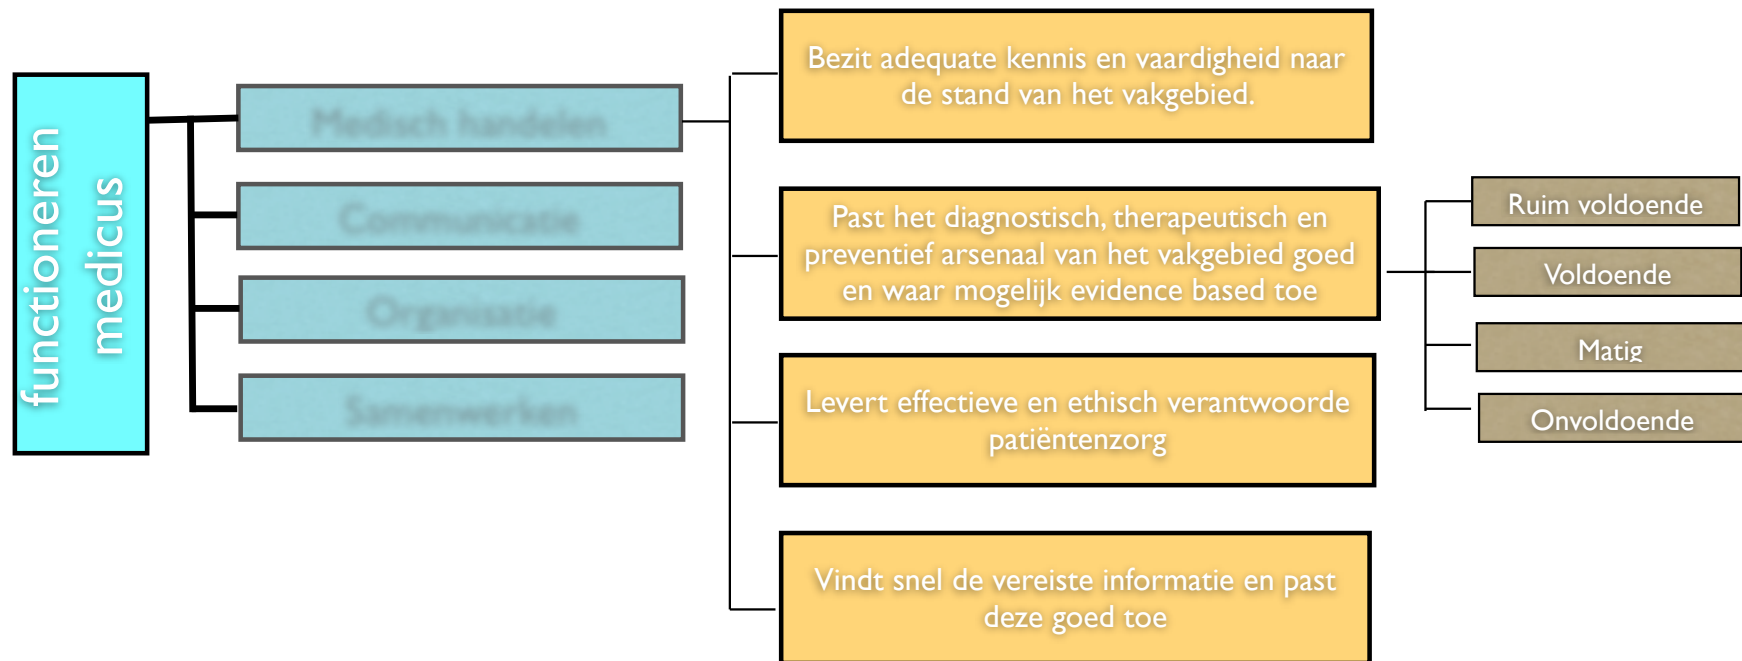 functioneren
medicus
Medisch handelen
Communicatie
Organisatie
Samenwerken
Bezit adequate kennis en vaardigheid naar
de stand van het vakgebied.
Past het diagnostisch, therapeutisch en
preventief arsenaal van het vakgebied goed
en waar mogelijk evidence based toe
Levert effectieve en ethisch verantwoorde
patiëntenzorg
Vindt snel de vereiste informatie en past
deze goed toe
Ruim voldoende
Voldoende
Matig
Onvoldoende